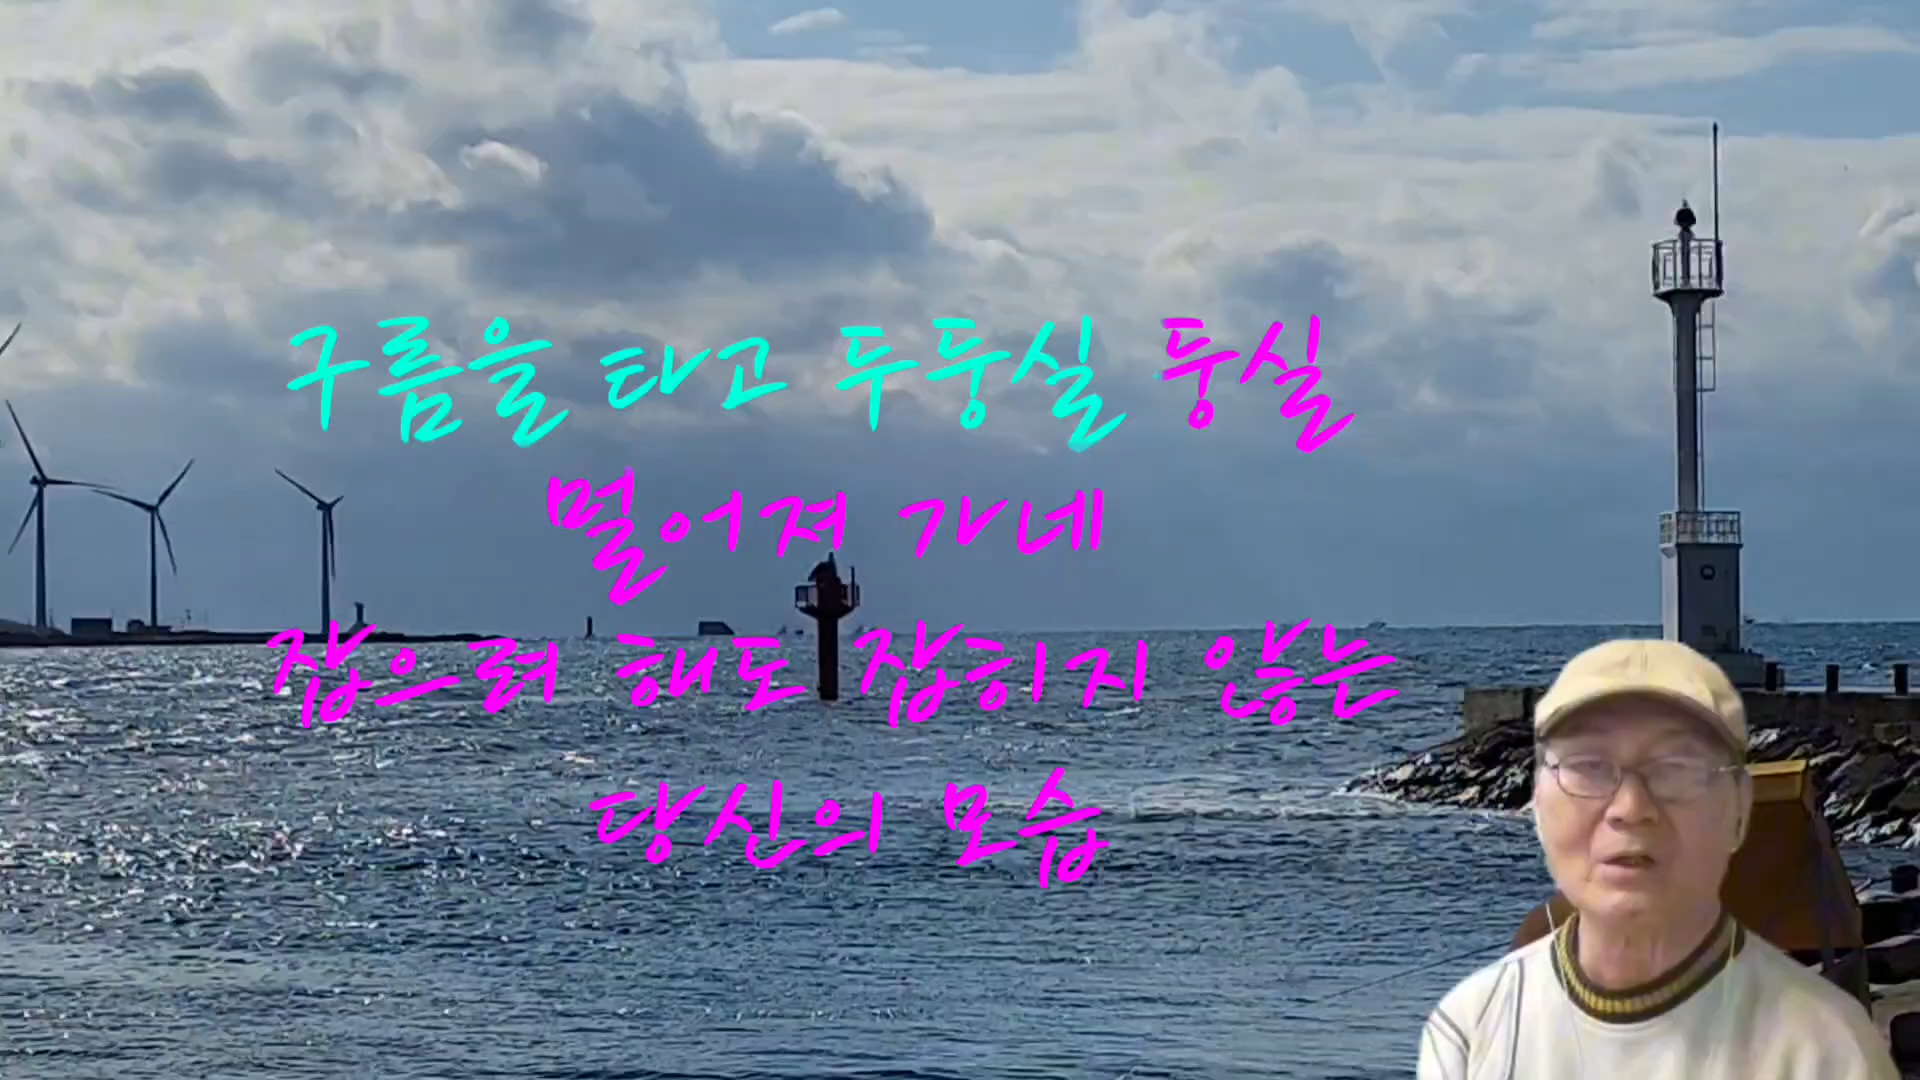 구름을 타고 두둥실 둥실
멀어져 가네
잡으려 해도 잡히지 않는
당신의 모습